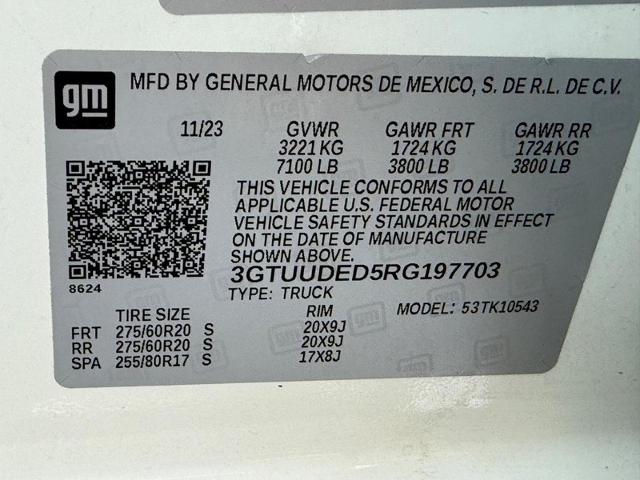 gm
MFD BY GENERAL MOTORS DE MEXICO, S. DE R.L. DE C.V.
11/23 GVWR GAWR FRT GAWR RR
3221 KG 1724 KG 1724 KG
7100 LB 3800 LB 3800 LB
THIS VEHICLE CONFORMS TO ALL
APPLICABLE U.S. FEDERAL MOTOR
VEHICLE SAFETY STANDARDS IN EFFECT
ON THE DATE OF MANUFACTURE
SHOWN ABOVE.
8624
3GTUUDED5RG197703
TYPE: TRUCK
TIRE SIZE RIM MODEL: 53TK10543
FRT 275/60R20 S 20X9J
RR 275/60R20 S 20X9J
SPA 255/80R17 S 17X8J